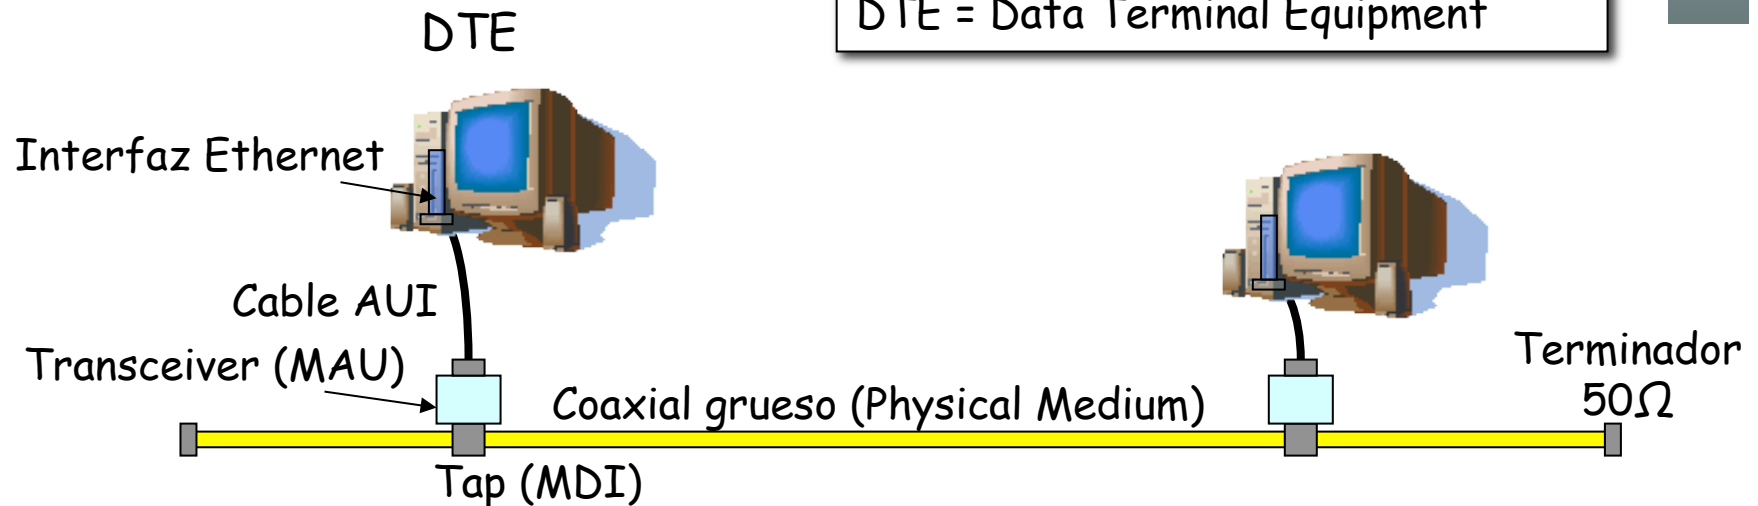 DTE = Data Terminal Equipment
DTE
Interfaz Ethernet
Cable AUI
Transceiver (MAU)
Coaxial grueso (Physical Medium)
Terminador
50Ω
Tap (MDI)